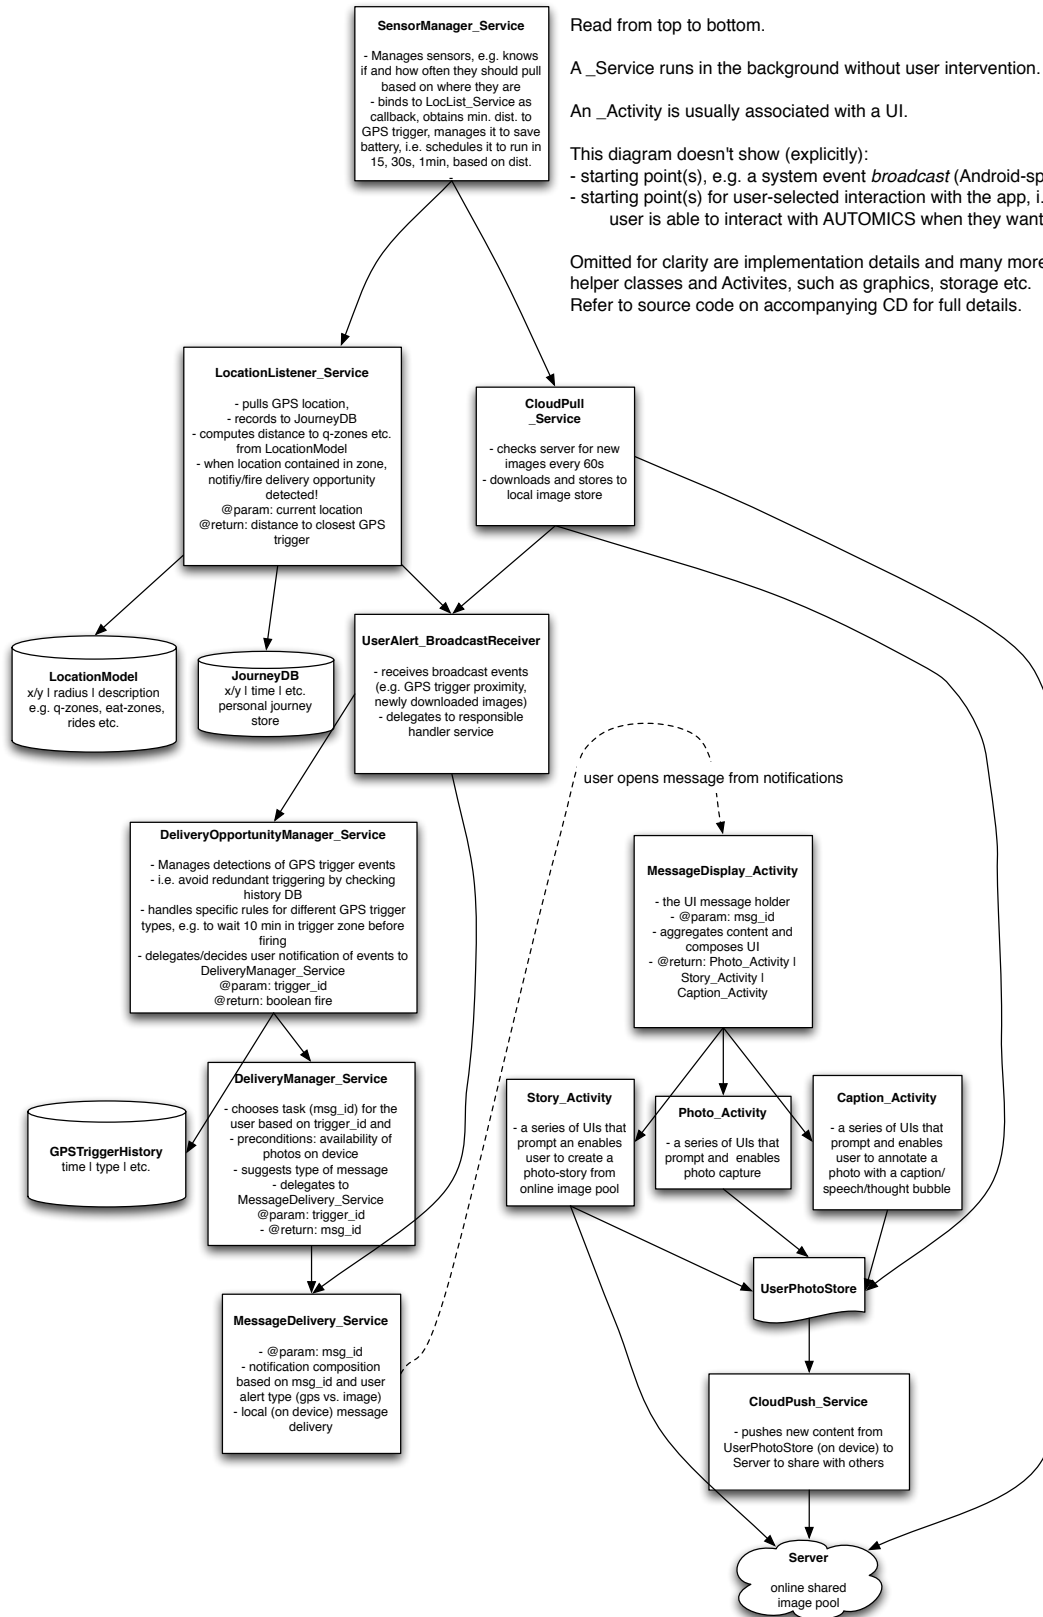 SensorManager_Service
- Manages sensors, e.g. knows
if and how often they should pull
based on where they are
- binds to LocList_Service as
callback, obtains min. dist. to
GPS trigger, manages it to save
battery, i.e. schedules it to run in
15, 30s, 1min, based on dist.
-
Read from top to bottom.
A _Service runs in the background without user intervention.
An _Activity is usually associated with a UI.
This diagram doesn't show (explicitly):
- starting point(s), e.g. a system event broadcast (Android-sp
- starting point(s) for user-selected interaction with the app, i.
user is able to interact with AUTOMICS when they want
Omitted for clarity are implementation details and many more
helper classes and Activites, such as graphics, storage etc.
Refer to source code on accompanying CD for full details.
LocationListener_Service
- pulls GPS location,
- records to JourneyDB
- computes distance to q-zones etc.
from LocationModel
- when location contained in zone,
notifiy/fire delivery opportunity
detected!
@param: current location
@return: distance to closest GPS
trigger
CloudPull
_Service
- checks server for new
images every 60s
- downloads and stores to
local image store
LocationModel
x/y | radius | description
e.g. q-zones, eat-zones,
rides etc.
JourneyDB
x/y | time | etc.
personal journey
store
UserAlert_BroadcastReceiver
- receives broadcast events
(e.g. GPS trigger proximity,
newly downloaded images)
- delegates to responsible
handler service
user opens message from notifications
DeliveryOpportunityManager_Service
- Manages detections of GPS trigger events
- i.e. avoid redundant triggering by checking
history DB
- handles specific rules for different GPS trigger
types, e.g. to wait 10 min in trigger zone before
firing
- delegates/decides user notification of events to
DeliveryManager_Service
@param: trigger_id
@return: boolean fire
MessageDisplay_Activity
- the UI message holder
- @param: msg_id
- aggregates content and
composes UI
- @return: Photo_Activity |
Story_Activity |
Caption_Activity
GPSTriggerHistory
time | type | etc.
DeliveryManager_Service
- chooses task (msg_id) for the
user based on trigger_id and
- preconditions: availability of
photos on device
- suggests type of message
- delegates to
MessageDelivery_Service
@param: trigger_id
- @return: msg_id
Story_Activity
- a series of UIs that
prompt an enables
user to create a
photo-story from
online image pool
Photo_Activity
- a series of UIs that
prompt and enables
photo capture
Caption_Activity
- a series of UIs that
prompt and enables
user to annotate a
photo with a caption/
speech/thought bubble
UserPhotoStore
MessageDelivery_Service
- @param: msg_id
- notification composition
based on msg_id and user
alert type (gps vs. image)
- local (on device) message
delivery
CloudPush_Service
- pushes new content from
UserPhotoStore (on device) to
Server to share with others
Server
online shared
image pool